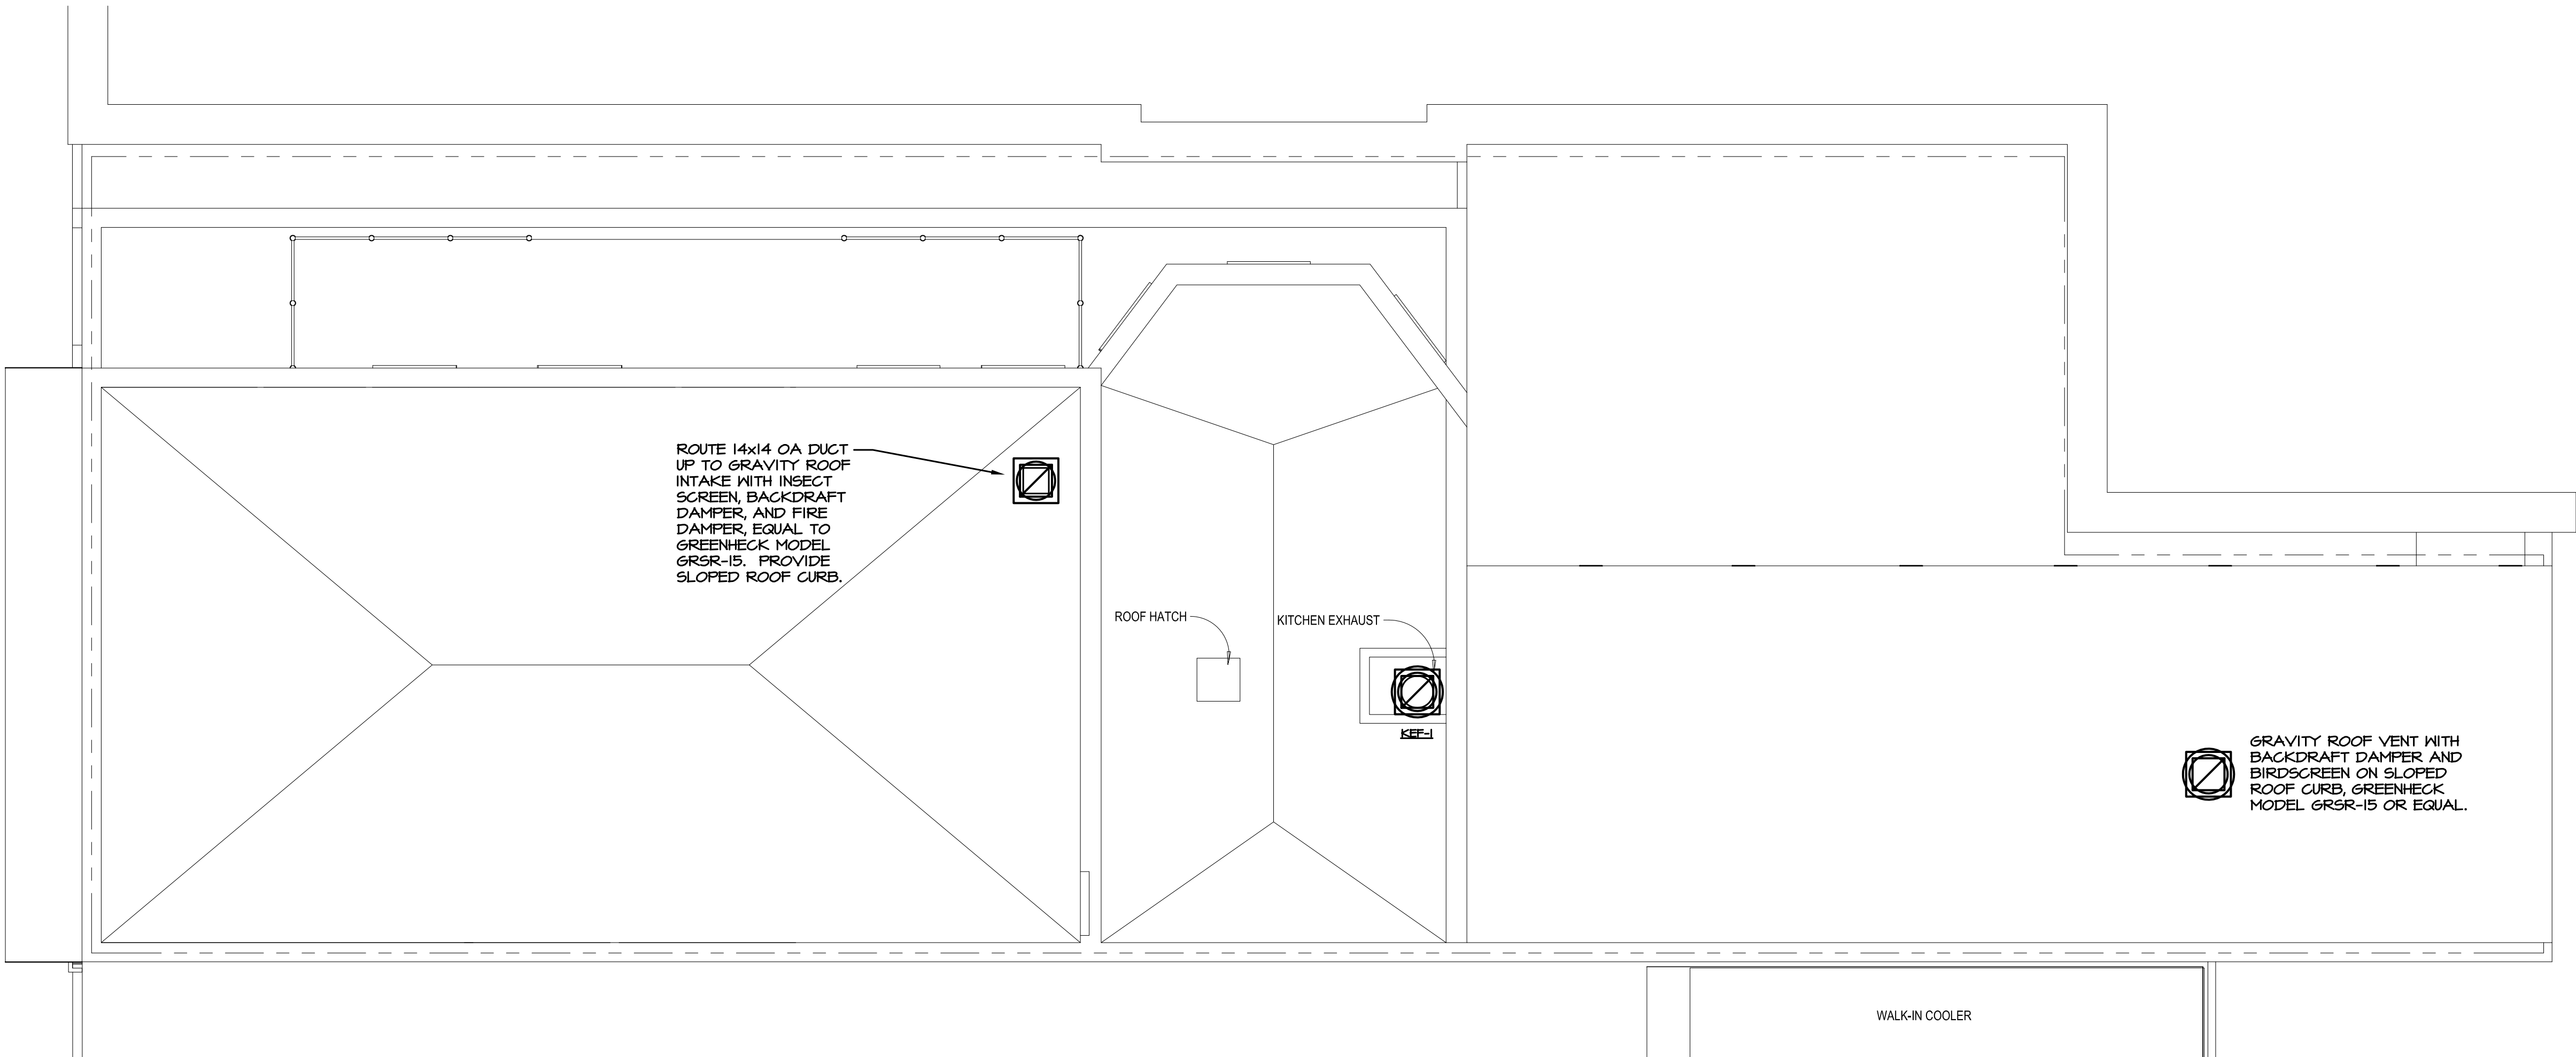 ROUTE 14x14 OA DUCT
UP TO GRAVITY ROOF
INTAKE WITH INSECT
SCREEN, BACKDRAFT
DAMPER, AND FIRE
DAMPER, EQUAL TO
GREENHECK MODEL
GRSR-15. PROVIDE
SLOPED ROOF CURB.
ROOF HATCH
KITCHEN EXHAUST
KEF-1
GRAVITY ROOF VENT WITH
BACKDRAFT DAMPER AND
BIRDSCREEN ON SLOPED
ROOF CURB, GREENHECK
MODEL GRSR-15 OR EQUAL.
WALK-IN COOLER